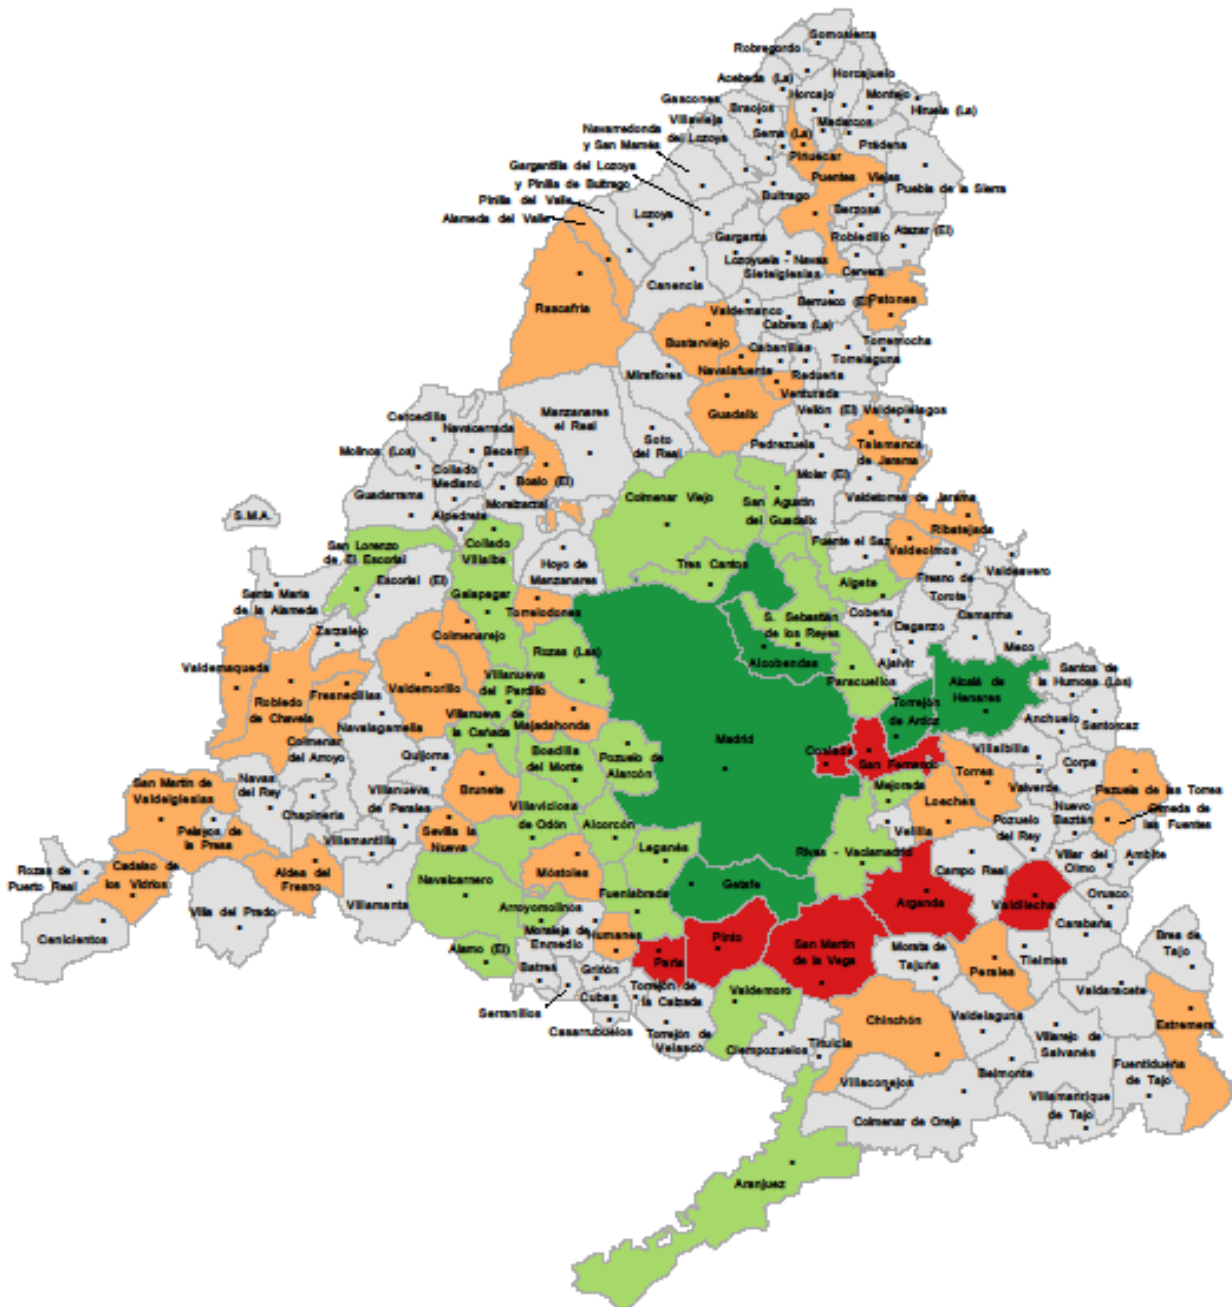 Somosierra
Robregordo
Acebeda (La)
Horcajuelo
Horcajo
Montejo
Hiruela (La)
Gascones
Braojos
Madarcos
Villavieja
del Lozoya
Serna (La)
Prádena
Navarredonda
y San Mamés
Piñuécar
Gargantilla del Lozoya
y Pinilla de Buitrago
Puentes Viejas
Puebla de la Sierra
Buitrago
Pinilla del Valle
Alameda del Valle
Lozoya
Berzosa
Robledillo
Atazar (El)
Garganta
Lozoyuela - Navas
Sieteiglesias
Cervera
Canencia
Rascafría
Berrueco (El)
Patones
Valdemanco
Cabrera (La)
Bustarviejo
Cabanillas
Torremocha
Torrelaguna
Miraflores
Navalafuente
Redueña
Venturada
Guadalix
Vellón (El)
Valdepiélagos
Cercedilla
Navacerrada
Manzanares
el Real
Soto
del Real
Pedrezuela
Talamanca
de Jarama
Molinos (Los)
Becerril
Collado
Mediano
Boalo (El)
Molar (El)
Guadarrama
Moralzarzal
Colmenar Viejo
San Agustín
del Guadalix
Valdetorres de Jarama
S.M.A.
Alpedrete
Ribatejada
San Lorenzo
de El Escorial
Collado
Villalba
Fuente el Saz
Valdeolmos
Escorial (El)
Hoyo de
Manzanares
Tres Cantos
Valdeavero
Fresno de
Torote
Santa María
de la Alameda
Galapagar
Algete
Torrelodones
Cobeña
Camarma
Zarzalejo
Colmenarejo
S. Sebastián
de los Reyes
Daganzo
Meco
Valdemaqueda
Rozas (Las)
Alcobendas
Ajalvir
Robledo
de Chavela
Fresnedillas
Valdemorillo
Villanueva
del Pardillo
Paracuellos
Alcalá de
Henares
Santos de
la Humosa (Los)
Navalagamella
Villanueva de
la Cañada
Majadahonda
Torrejón
de Ardoz
Anchuelo
Santorcaz
Colmenar
del Arroyo
Quijorna
Boadilla
del Monte
Pozuelo de
Alarcón
Madrid
Coslada
San Fernando
Villalbilla
Corpa
San Martín de
Valdeiglesias
Navas
del Rey
Villanueva
de Perales
Brunete
Mejorada
Torres
Valverde
Pezuela de las Torres
Chapinería
Villaviciosa
de Odón
Loeches
Nuevo
Baztán
Olmeda de
las Fuentes
Pelayos de
la Presa
Villamantilla
Sevilla la
Nueva
Alcorcón
Velilla
Pozuelo
del Rey
Rozas de
Puerto Real
Cadalso de
los Vidrios
Aldea del
Fresno
Móstoles
Leganés
Rivas - Vaciamadrid
Campo Real
Villar del
Olmo
Ambite
Navalcarnero
Fuenlabrada
Getafe
Arganda
Valdilecha
Orusco
Villa del Prado
Villamanta
Arroyomolinos
Carabaña
Cenicientos
Moraleja de
Enmedio
Humanes
Pinto
San Martín
de la Vega
Morata de
Tajuña
Tielmes
Brea de
Tajo
Alamo (El)
Batres
Griñón
Parla
Perales
Valdaracete
Serranillos
Cubas
Torrejón de
la Calzada
Valdemoro
Casarrubuelos
Torrejón de
Velasco
Ciempozuelos
Titulcia
Chinchón
Valdelaguna
Villarejo de
Salvanés
Estremera
Villaconejos
Belmonte
Fuentidueña
de Tajo
Colmenar de Oreja
Villamanrique
de Tajo
Aranjuez